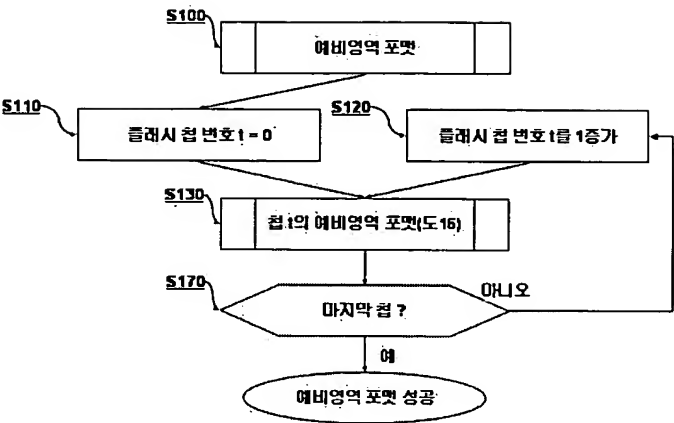 S100
예비영역 포맷
S110
플래시 칩 번호 t = 0
S120
플래시 칩 번호 t를 1증가
S130
칩 t의 예비영역 포맷(도16)
S170
마지막 칩 ?
아니오
예
예비영역 포맷 성공